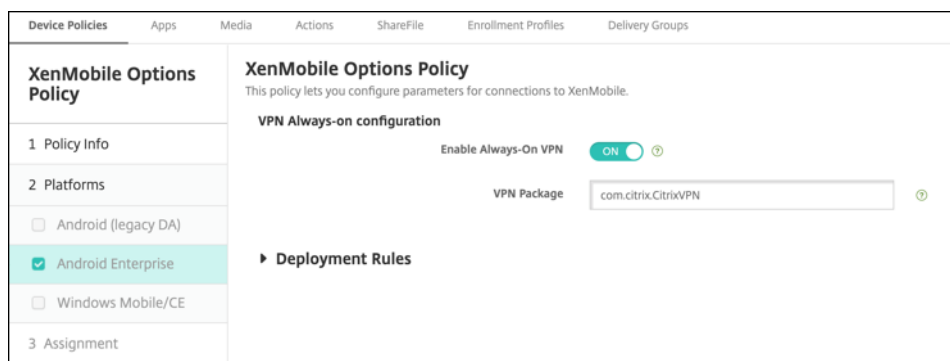 Device Policies Apps Media Actions ShareFile Enrollment Profiles Delivery Groups
XenMobile Options
Policy
1 Policy Info
2 Platforms
Android (legacy DA)
Android Enterprise
Windows Mobile/CE
3 Assignment
XenMobile Options Policy
This policy lets you configure parameters for connections to XenMobile.
VPN Always-on configuration
Enable Always-On VPN ON ?
VPN Package com.citrix.CitrixVPN ?
Deployment Rules